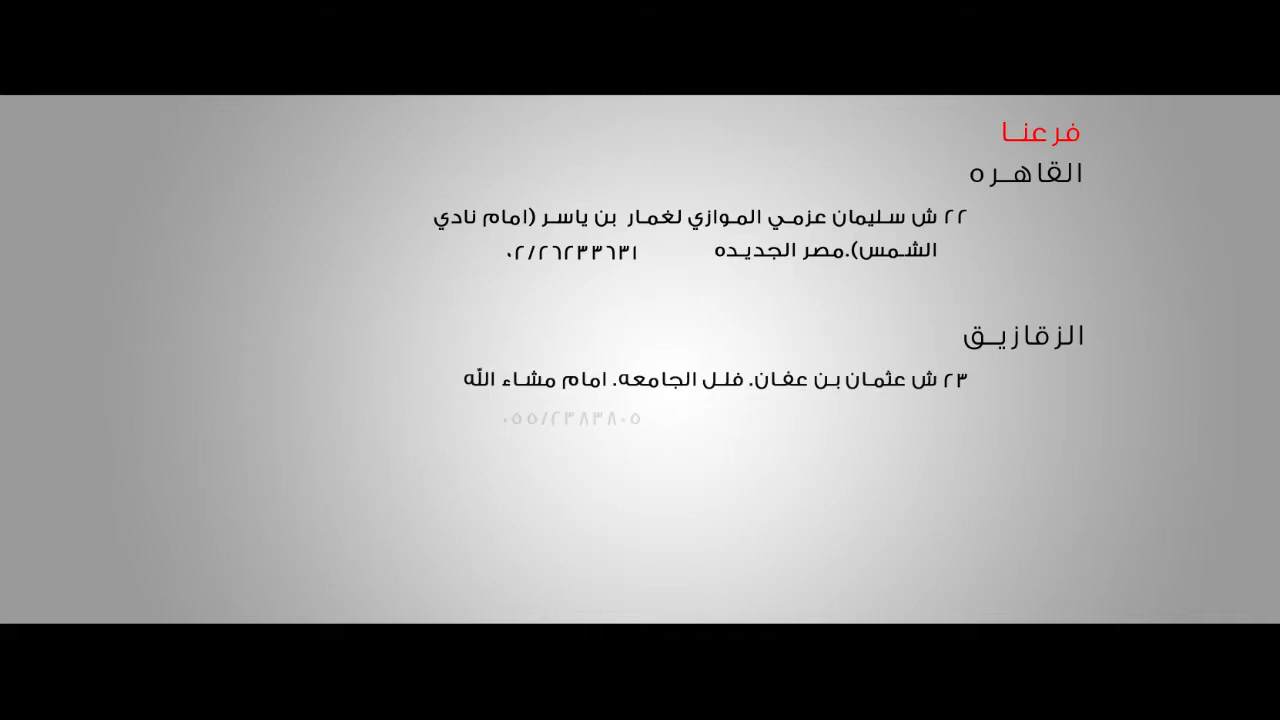 فرعنا
القاهره
٢٢ ش سليمان عزمي الموازي لغمار بن ياسر (امام نادي
الشمس).مصر الجديده ٠٢/٢٦٢٣٣٦٣١
الزقازيق
٢٣ ش عثمان بن عفان. فلل الجامعه. امام مشاء الله
٠٥٥/٢٣٨٣٨٠٥